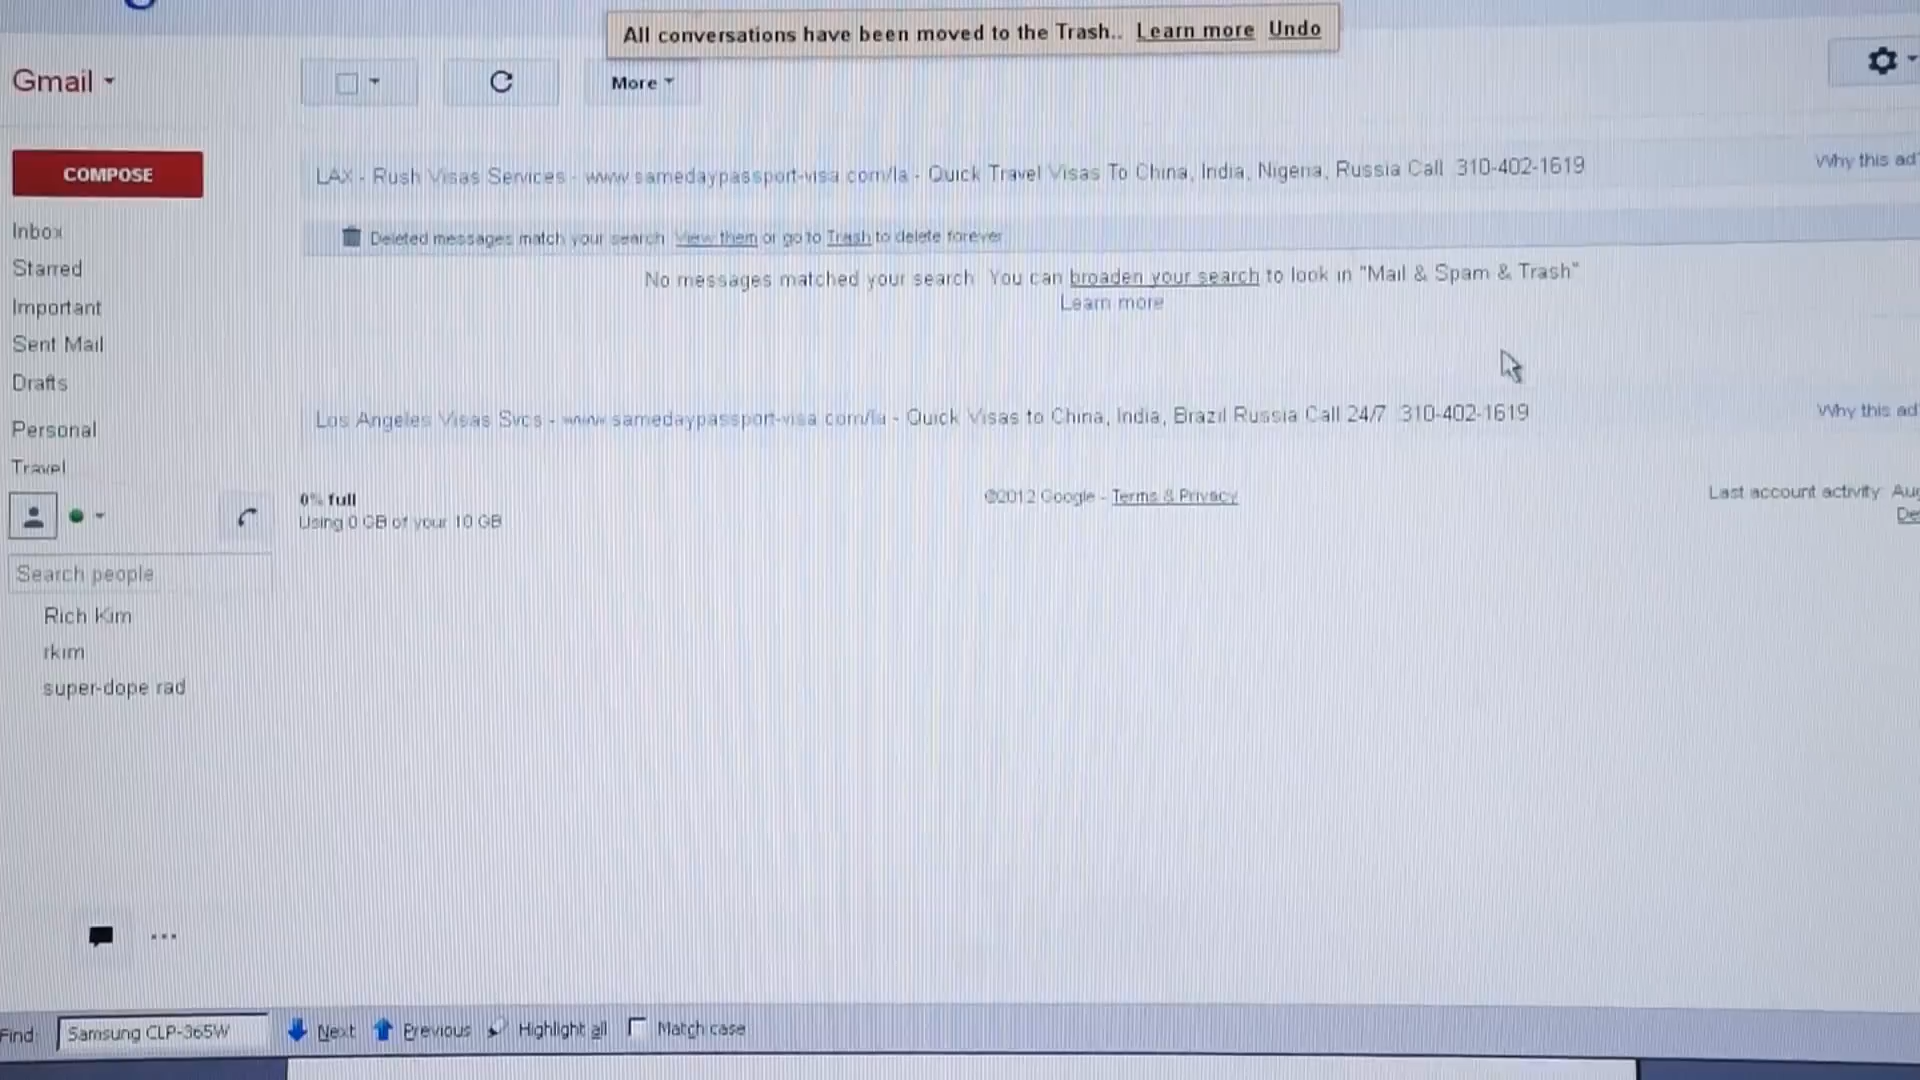 All conversations have been moved to the Trash.. Learn more Undo
Gmail
More
COMPOSE
LAX - Rush Visas Services - www.samedaypassport-visa.com/la - Quick Travel Visas To China, India, Nigeria, Russia Call 310-402-1619
Why this ad
Inbox
Deleted messages match your search. View them or go to Trash to delete forever
Starred
No messages matched your search. You can broaden your search to look in "Mail & Spam & Trash"
Learn more
Important
Sent Mail
Drafts
Los Angeles Visas Svcs - www.samedaypassport-visa.com/la - Quick Visas to China, India, Brazil Russia Call 24/7 310-402-1619
Why this ad
Personal
Travel
0% full
Using 0 GB of your 10 GB
©2012 Google - Terms & Privacy
Last account activity: Aug
De
Search people
Rich Kim
rkim
super-dope rad
Find: Samsung CLP-365W Next Previous Highlight all Match case